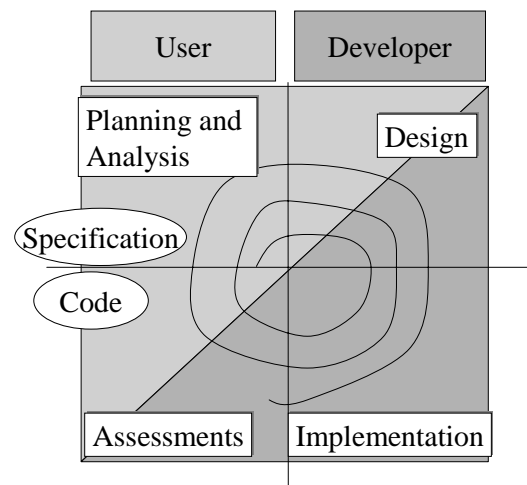 User
Developer
Planning and
Analysis
Design
Specification
Code
Assessments
Implementation